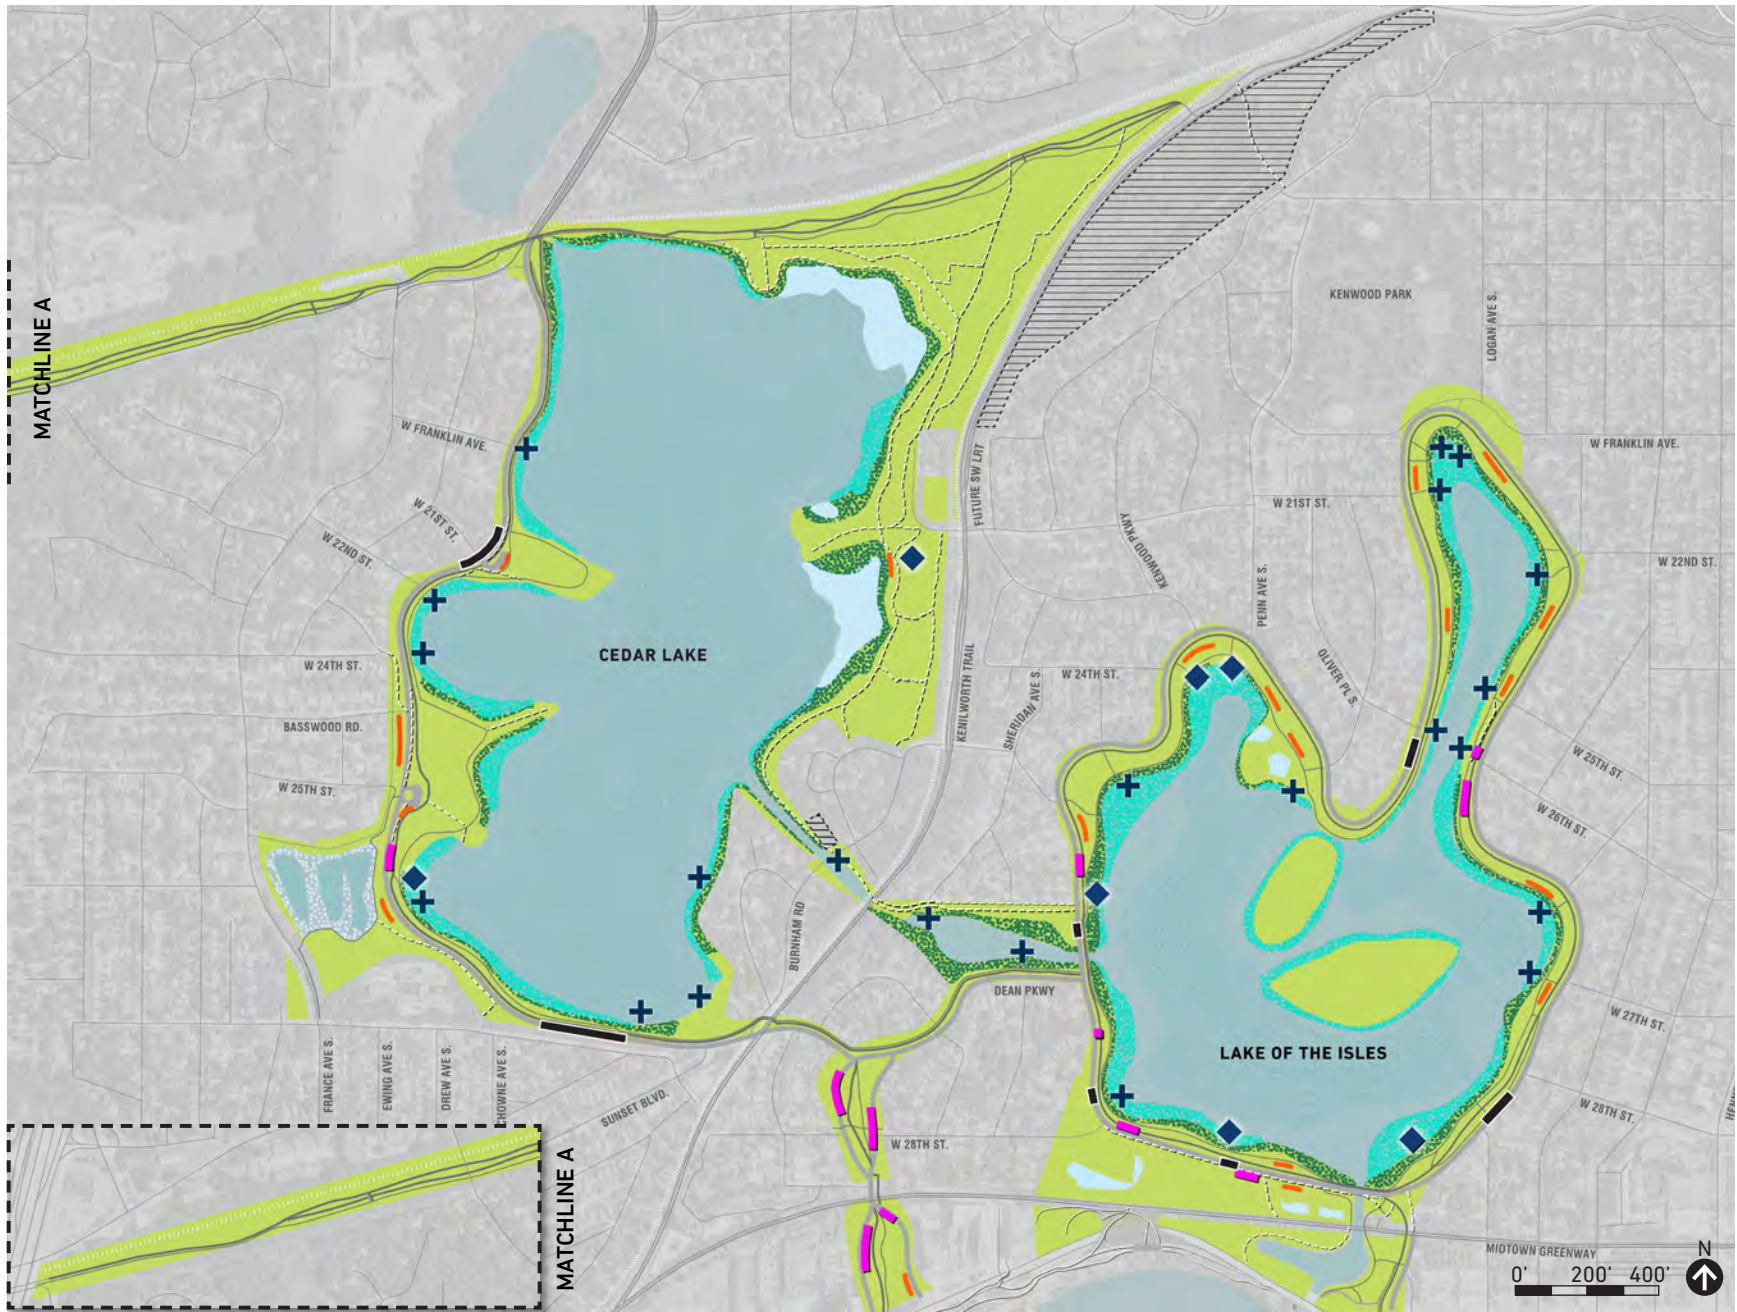 MATCHLINE A
KENWOOD PARK
LOGAN AVE S.
W FRANKLIN AVE.
W FRANKLIN AVE.
W 21ST ST.
W 22ND ST.
FUTURE SW LRT
W 21ST ST.
KENWOOD PKWY
W 22ND ST.
PENN AVE S.
CEDAR LAKE
W 24TH ST.
KENILWORTH TRAIL
SHERIDAN AVE S.
W 24TH ST.
OLIVER PL S.
BASSWOOD RD.
W 25TH ST.
W 25TH ST.
W 26TH ST.
BURNHAM RD
DEAN PKWY
W 27TH ST.
LAKE OF THE ISLES
FRANCE AVE S.
EWING AVE S.
DREW AVE S.
CHOWNE AVE S.
SUNSET BLVD.
W 28TH ST.
W 28TH ST.
MATCHLINE A
MIDTOWN GREENWAY
N
0' 200' 400'